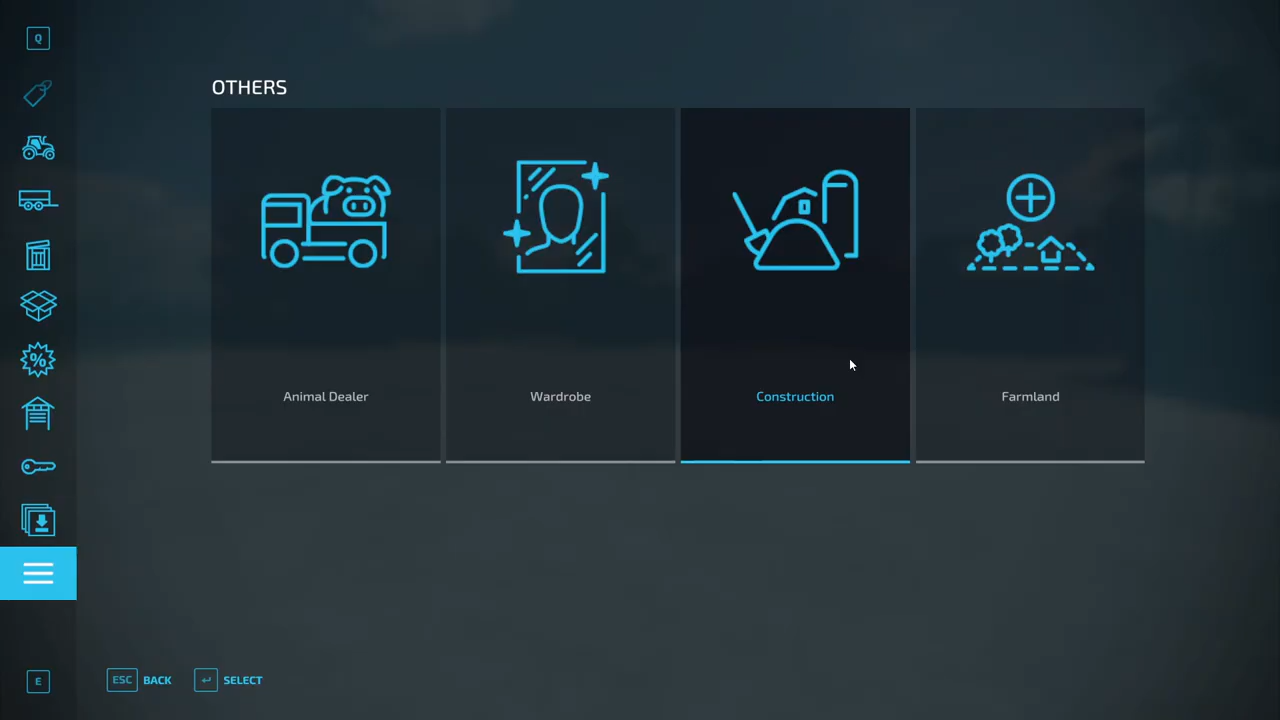 Q
OTHERS
Animal Dealer
Wardrobe
Construction
Farmland
%
E
ESC BACK
SELECT